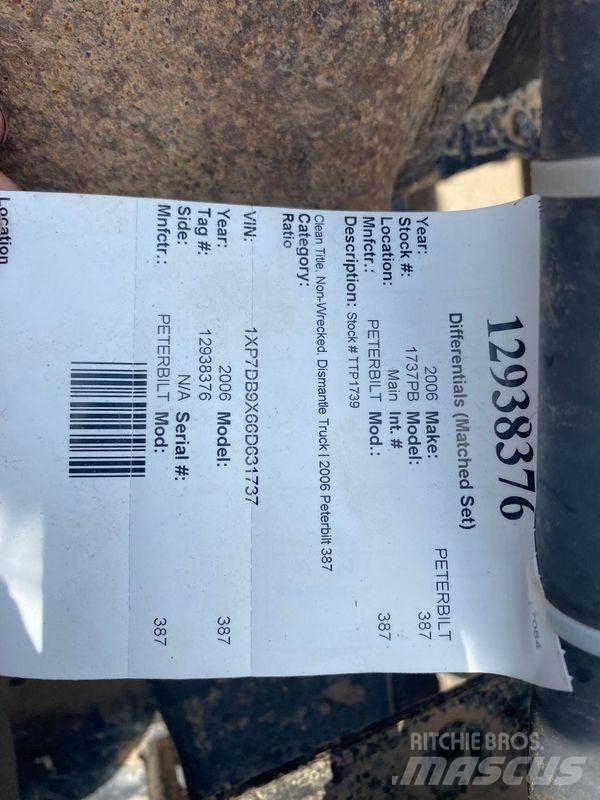 12938376
Differentials (Matched Set)
Year: 2006 Make: PETERBILT
Stock #: 1737PB Model: 387
Location: Main Int. #
Mnfctr.: PETERBILT Mod.: 387
Description: Stock # TTP1739
Clean Title, Non-Wrecked, Dismantle Truck | 2006 Peterbilt 387
Category:
Ratio
VIN: 1XP7DB9X66D631737
Year: 2006 Model: 387
Tag #: 12938376
Side: N/A Serial #:
Mnfctr.: PETERBILT Mod: 387
Location
7084
RITCHIE BROS.
MASCUS